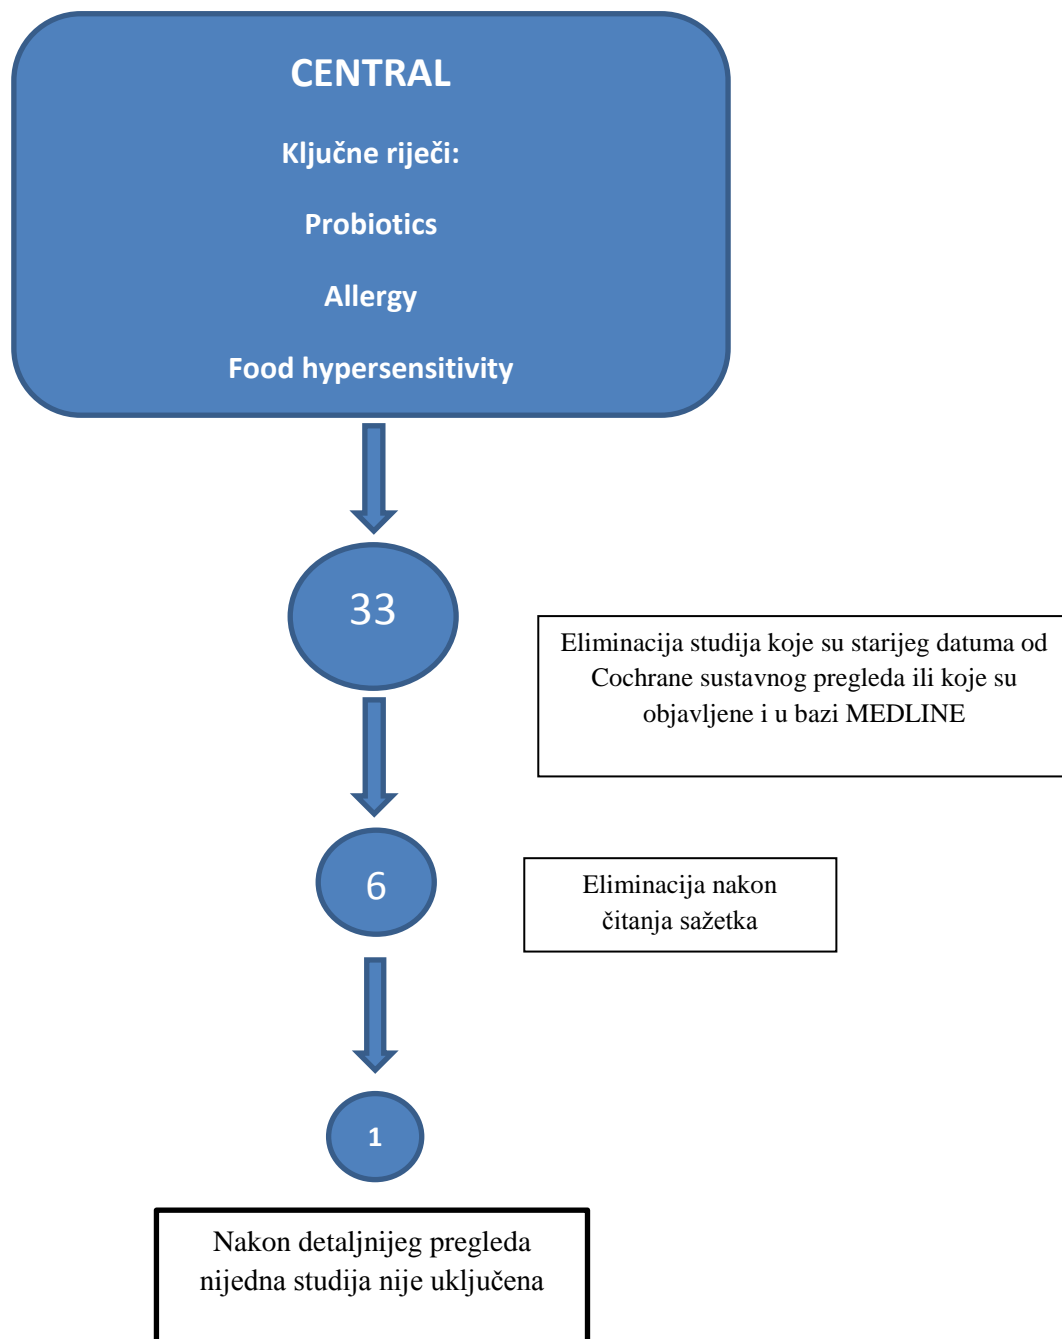 CENTRAL
Ključne riječi:
Probiotics
Allergy
Food hypersensitivity
33
Eliminacija studija koje su starijeg datuma od
Cochrane sustavnog pregleda ili koje su
objavljene i u bazi MEDLINE
6
Eliminacija nakon
čitanja sažetka
1
Nakon detaljnijeg pregleda
nijedna studija nije uključena